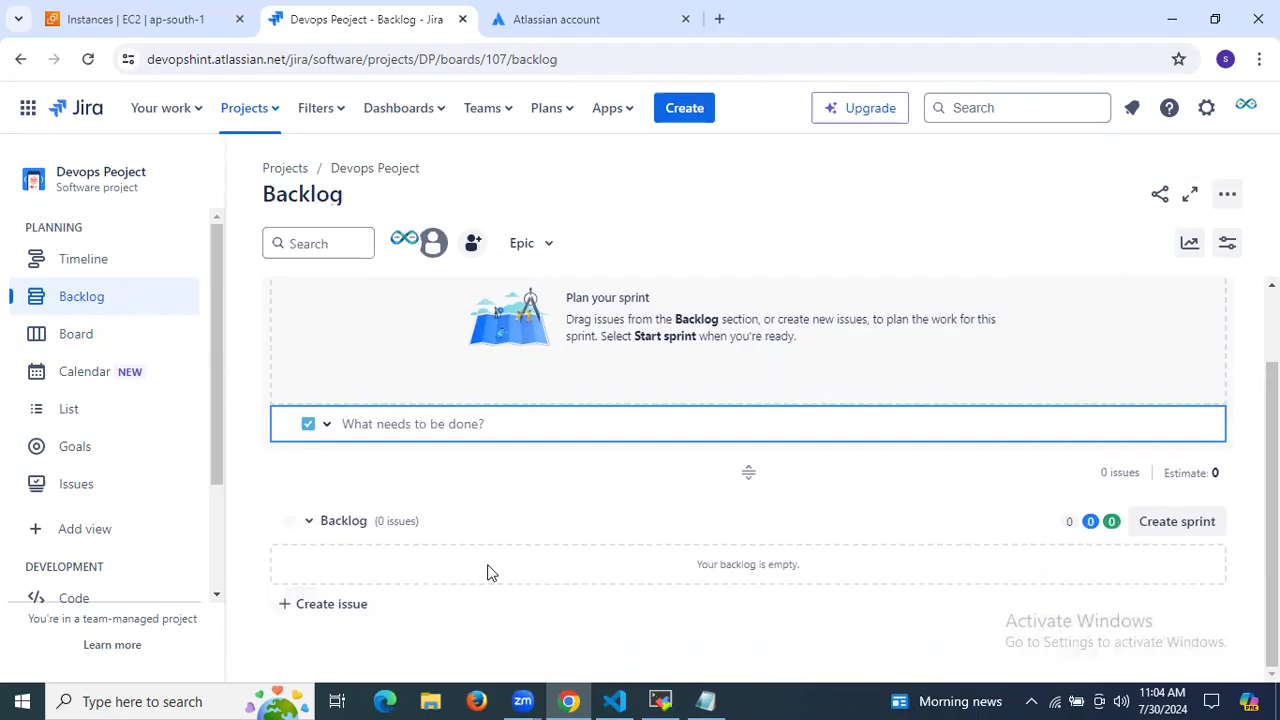 Instances | EC2 | ap-south-1
Devops Peoject - Backlog - Jira
Atlassian account
devopshint.atlassian.net/jira/software/projects/DP/boards/107/backlog
S
Jira
Your work
Projects
Filters
Dashboards
Teams
Plans
Apps
Create
Upgrade
Search
Devops Peoject
Software project
PLANNING
Timeline
Backlog
Board
Calendar NEW
List
Goals
Issues
Add view
DEVELOPMENT
Code
You're in a team-managed project
Learn more
Projects / Devops Peoject
Backlog
Search
Epic
Plan your sprint
Drag issues from the Backlog section, or create new issues, to plan the work for this
sprint. Select Start sprint when you're ready.
What needs to be done?
0 issues
Estimate: 0
Backlog (0 issues)
0 0 0
Create sprint
Your backlog is empty.
+ Create issue
Activate Windows
Go to Settings to activate Windows.
Type here to search
zm
Morning news
11:04 AM
7/30/2024
PRE